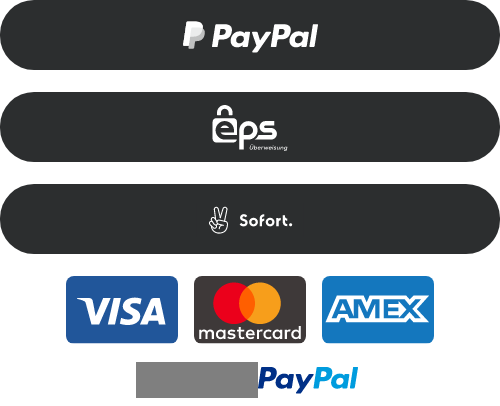 PayPal
eps
Überweisung
Sofort.
VISA
mastercard
AMEX
PayPal